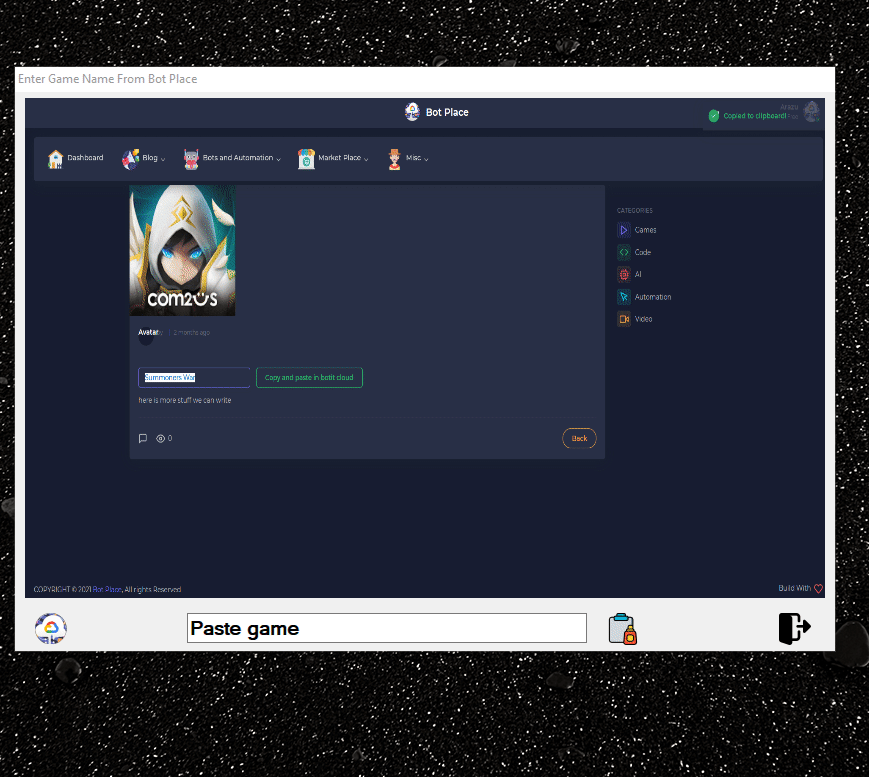 Enter Game Name From Bot Place
Bot Place
Copied to clipboard!
Dashboard
Blog
Bots and Automation
Market Place
Misc
COM2US
CATEGORIES
Games
Code
AI
Automation
Video
Avatar
2 months ago
Summoners War
Copy and paste in botit cloud
here is more stuff we can write
0
Back
COPYRIGHT © 2021 Bot Place, All rights Reserved
Build With
Paste game